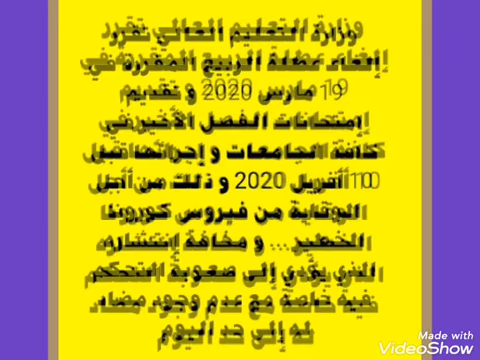 وزارة التعليم العالي تقرر
إلغاء عطلة الربيع المقررة في
19 مارس 2020 و تقديم
إمتحانات الفصل الأخير في
كافة الجامعات و إجرائها قبل
10 أفريل 2020 و ذلك من أجل
الوقاية من فيروس كورونا
الخطير... و مخافة إنتشاره
الذي يؤدي إلى صعوبة التحكم
فيه خاصة مع عدم وجود مضاد
له إلى حد اليوم
Made with
VideoShow